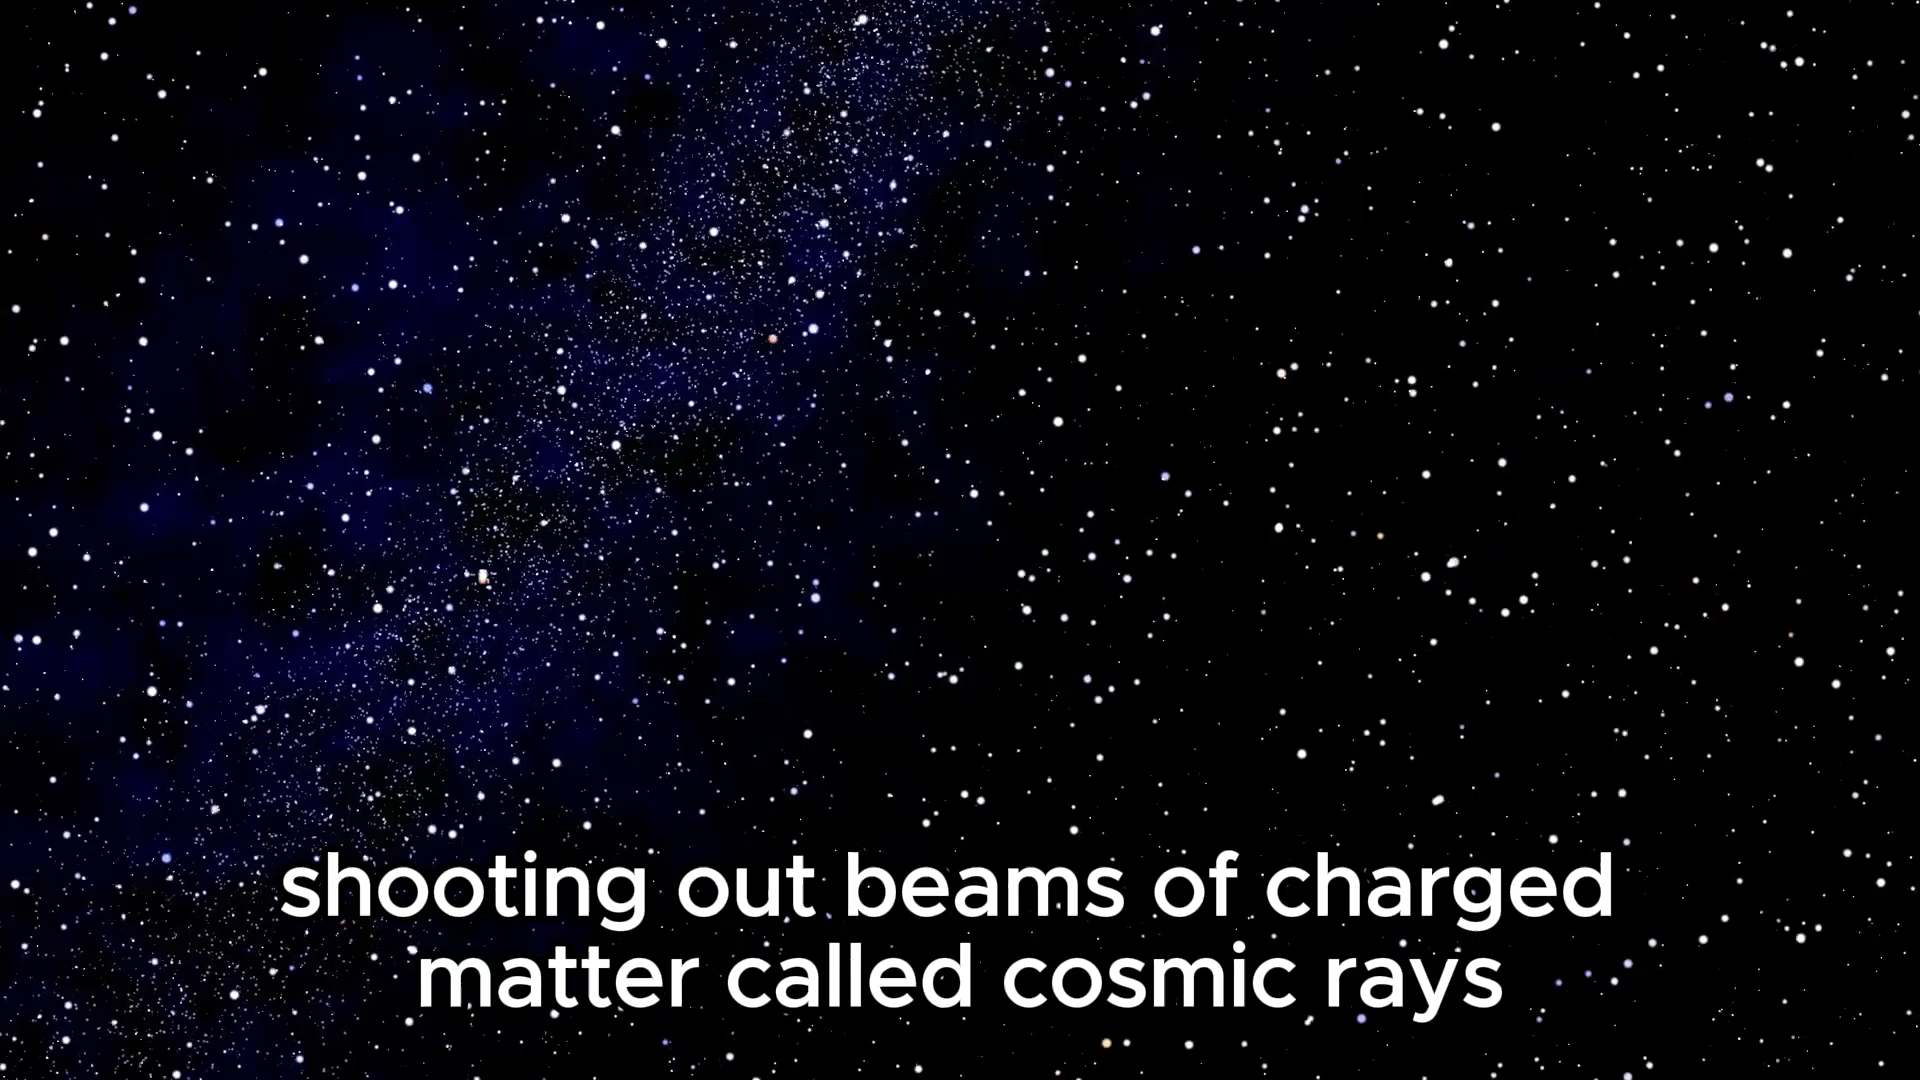 shooting out beams of charged
matter called cosmic rays